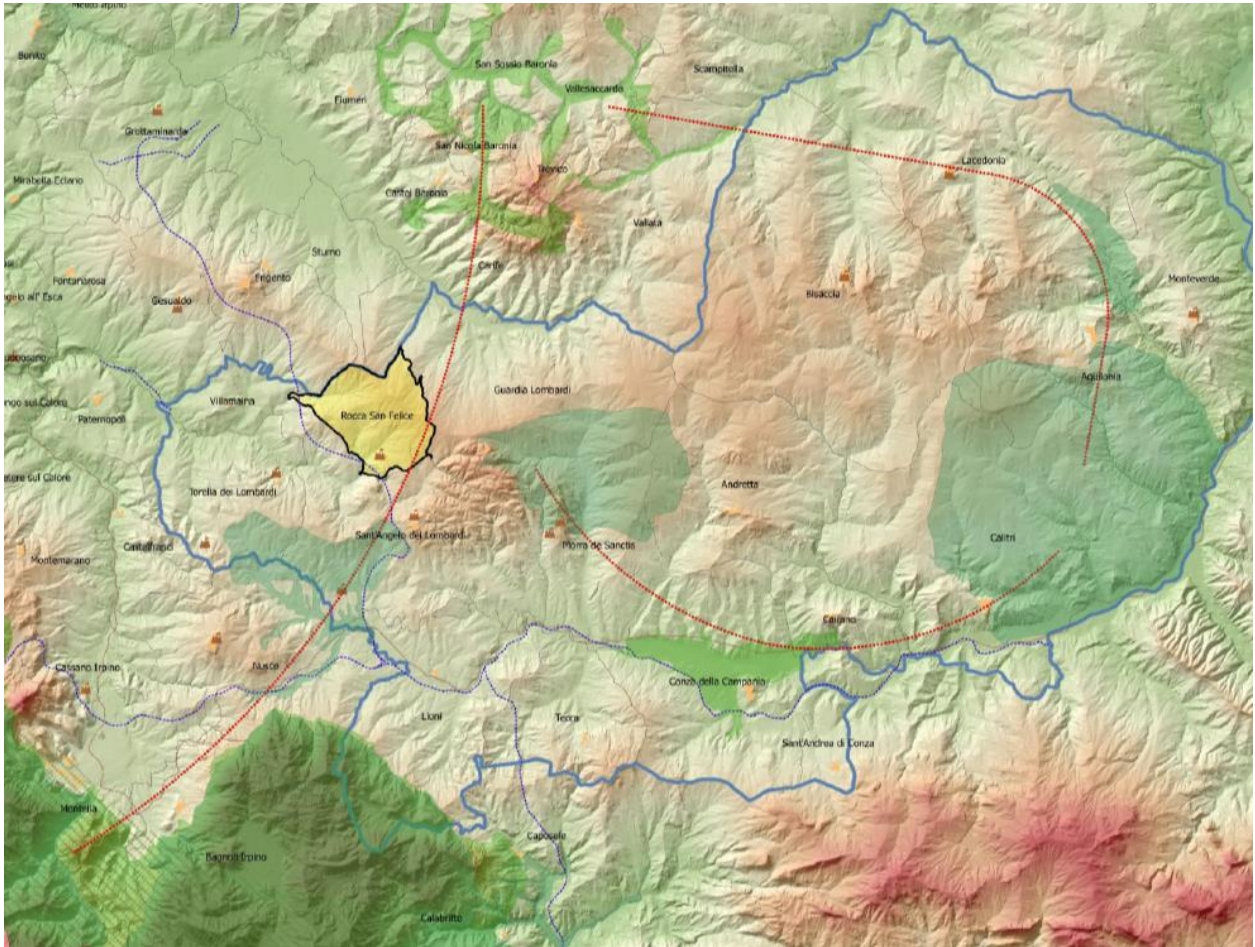 Bonito
San Sossio Baronia
Scampitella
Vallesaccarda
Flumeri
Grottaminarda
San Nicola Baronia
Lacedonia
Trevico
Mirabella Eclano
Castel Baronia
Vallata
Sturno
Carife
Frigento
Fontanarosa
Bisaccia
Monteverde
Gesualdo
Aquilonia
Guardia Lombardi
Villamaina
Rocca San Felice
Paternopoli
Andretta
Torella dei Lombardi
Sant'Angelo dei Lombardi
Calitri
Castelfranci
Morra de Sanctis
Montemarano
Cairano
Cassano Irpino
Nusco
Conza della Campania
Lioni
Teora
Sant'Andrea di Conza
Montella
Caposele
Bagnoli Irpino
Calabritto